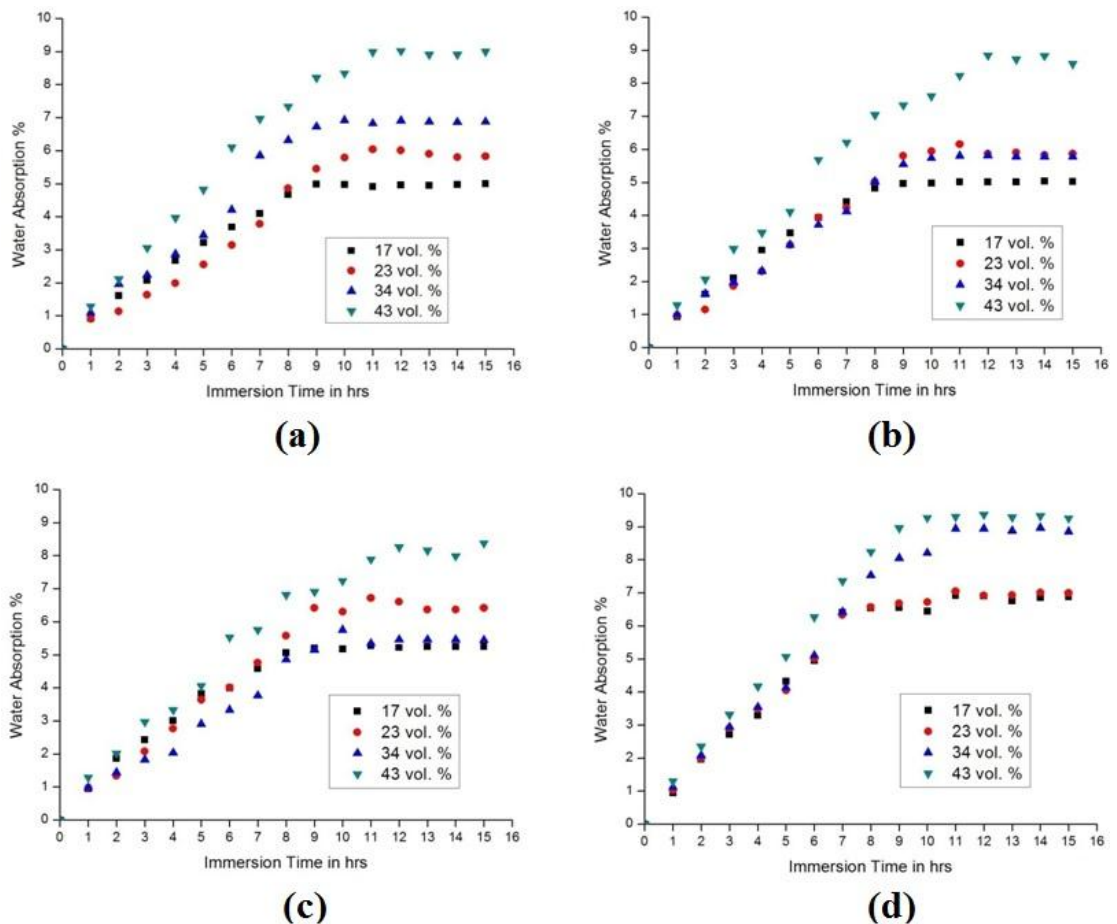 10
9
8
7
6
5
4
3
2
1
0
Water Absorption %
17 vol. %
23 vol. %
34 vol. %
43 vol. %
0 1 2 3 4 5 6 7 8 9 10 11 12 13 14 15 16
Immersion Time in hrs
(a)
10
9
8
7
6
5
4
3
2
1
0
Water Absorption %
17 vol. %
23 vol. %
34 vol. %
43 vol. %
0 1 2 3 4 5 6 7 8 9 10 11 12 13 14 15 16
Immersion Time in hrs
(b)
10
9
8
7
6
5
4
3
2
1
0
Water Absorption %
17 vol. %
23 vol. %
34 vol. %
43 vol. %
0 1 2 3 4 5 6 7 8 9 10 11 12 13 14 15 16
Immersion Time in hrs
(c)
10
9
8
7
6
5
4
3
2
1
0
Water Absorption %
17 vol. %
23 vol. %
34 vol. %
43 vol. %
0 1 2 3 4 5 6 7 8 9 10 11 12 13 14 15 16
Immersion Time in hrs
(d)